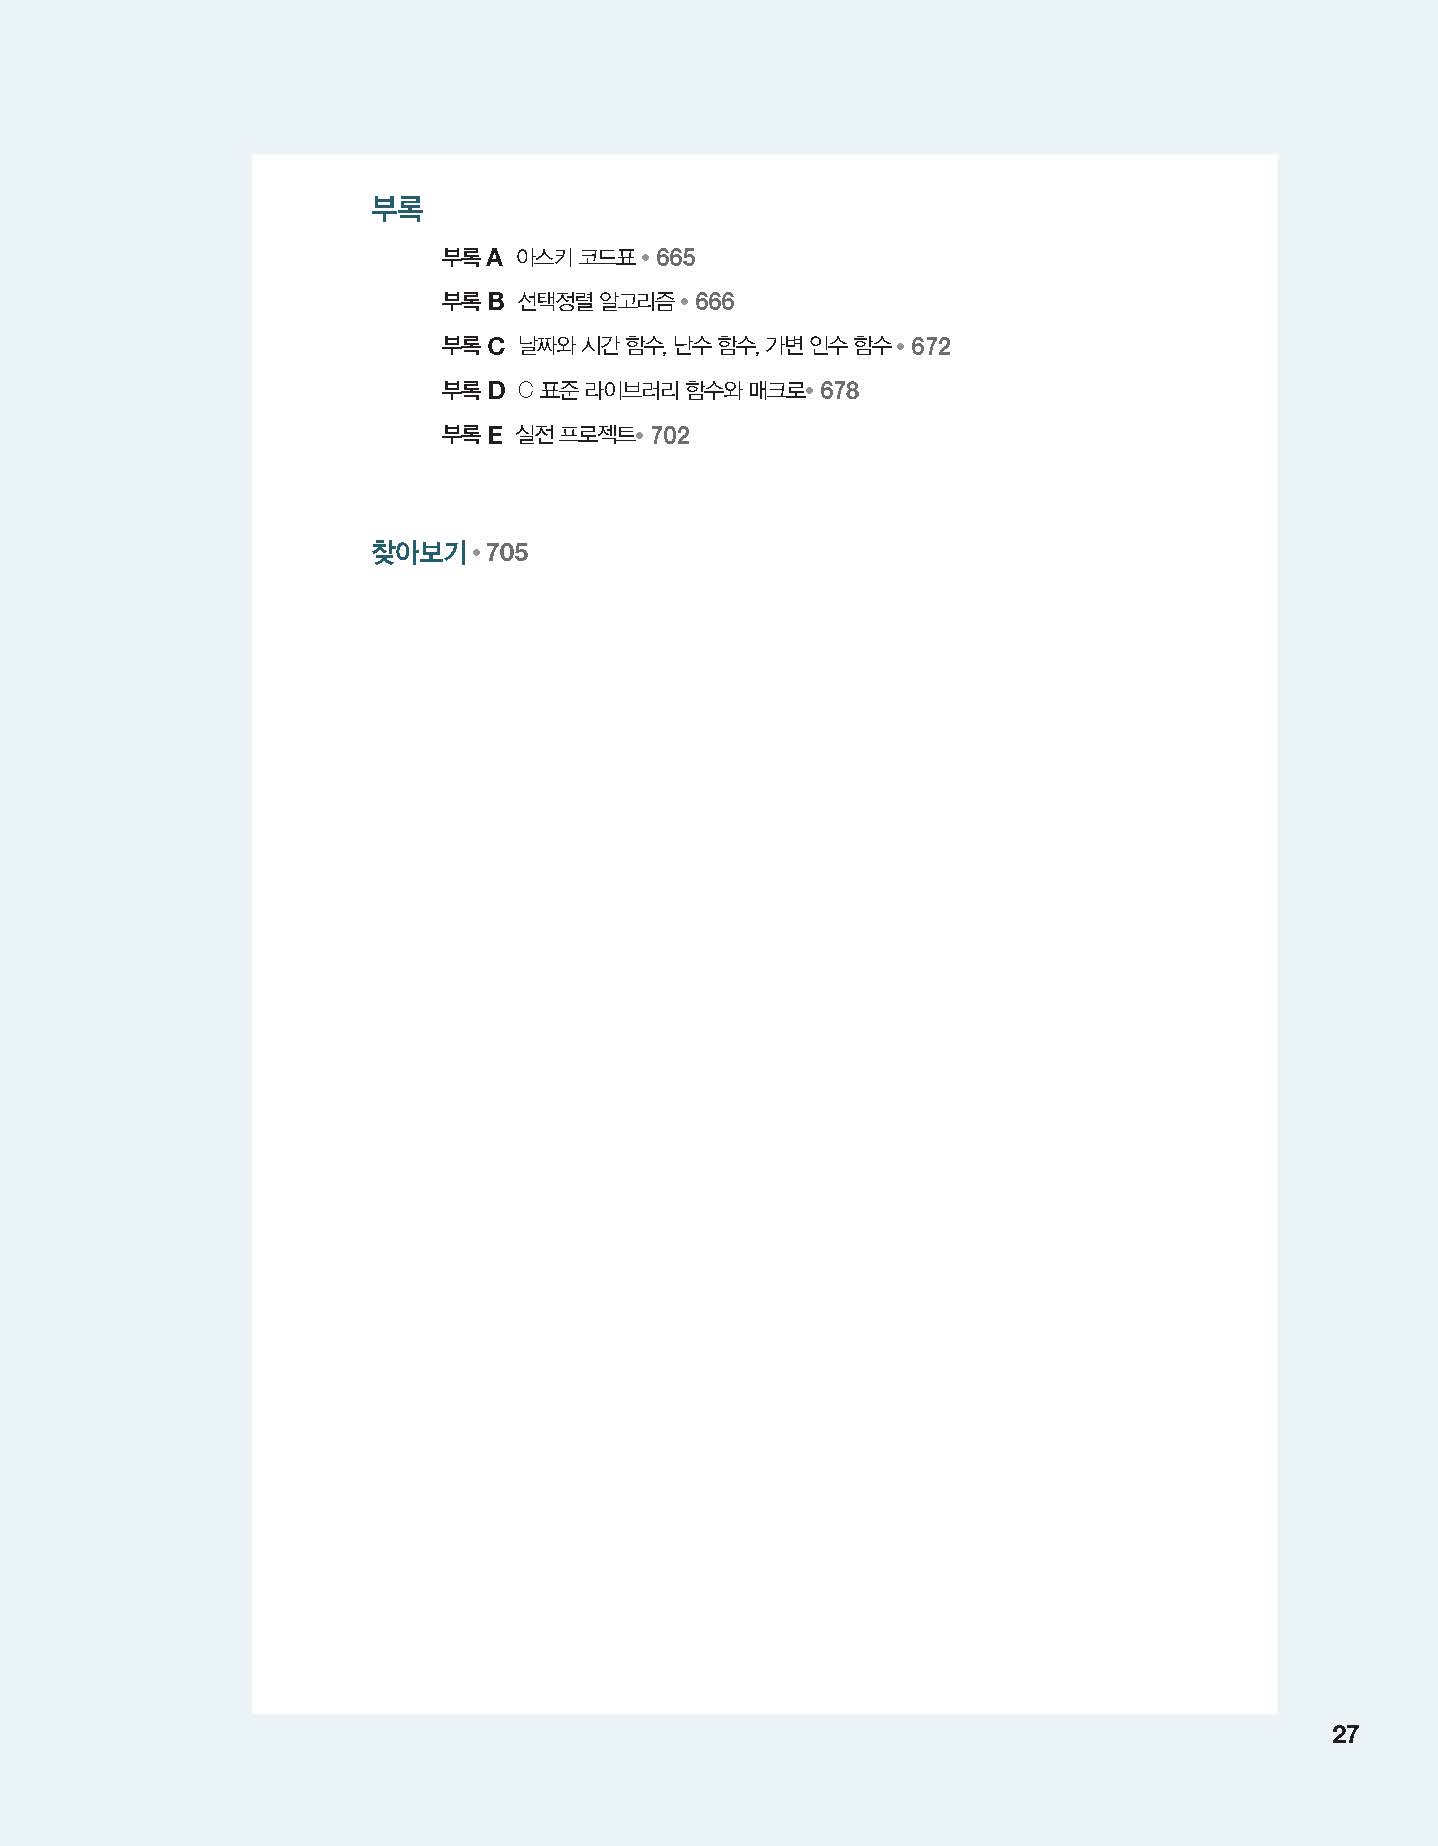 부록
부록 A 아스키 코드표 • 665
부록 B 선택정렬 알고리즘 • 666
부록 C 날짜와 시간 함수, 난수 함수, 가변 인수 함수 • 672
부록 D C 표준 라이브러리 함수와 매크로• 678
부록 E 실전 프로젝트• 702
찾아보기 • 705
27